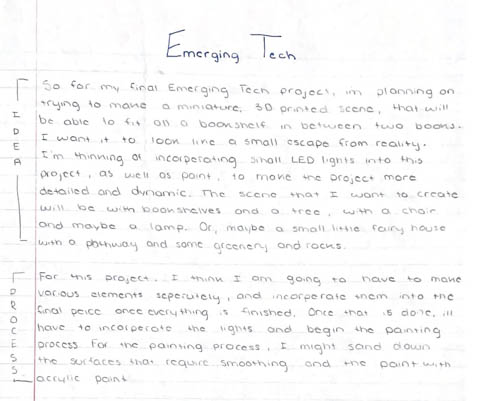 Emerging Tech
IDEA
So for my final Emerging Tech project, im planning on
trying to make a miniature, 3D printed scene, that will
be able to fit on a bookshelf in between two books.
I want it to look like a small escape from reality.
I'm thinking of incorperating small LED lights into this
project, as well as paint, to make the project more
detailed and dynamic. The scene that I want to create
will be with bookshelves and a tree, with a chair
and maybe a lamp. Or, maybe a small little fairy house
with a pathway and some greenery and rocks.
PROCESS
For this project, I think I am going to have to make
various elements seperutely, and incorperate them into the
final peice once everything is finished. Once that is done, ill
have to incorperate the lights and begin the painting
process. For the painting process, I might sand down
the surfaces that require smoothing and the paint with
acrylic paint